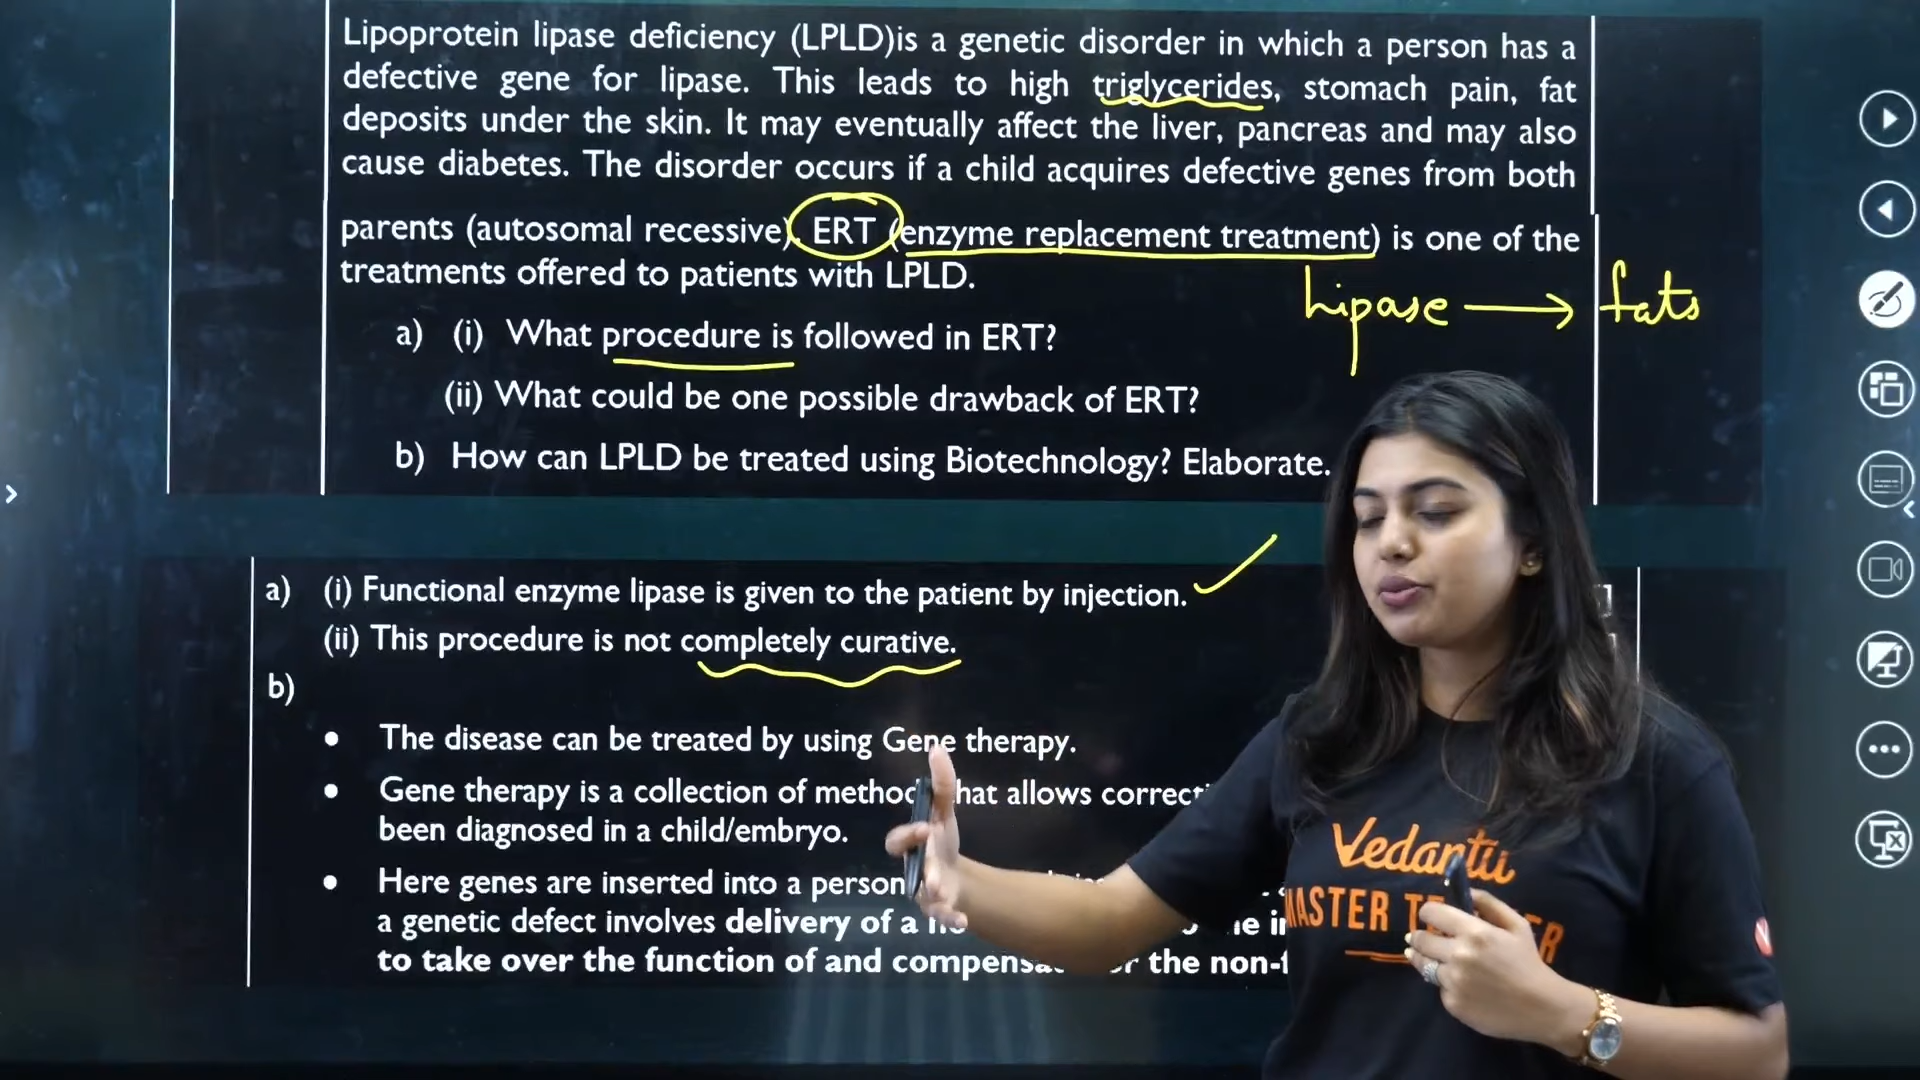 Lipoprotein lipase deficiency (LPLD)is a genetic disorder in which a person has a
defective gene for lipase. This leads to high triglycerides, stomach pain, fat
deposits under the skin. It may eventually affect the liver, pancreas and may also
cause diabetes. The disorder occurs if a child acquires defective genes from both
parents (autosomal recessive). ERT (enzyme replacement treatment) is one of the
treatments offered to patients with LPLD.
Lipase → fats
a) (i) What procedure is followed in ERT?
(ii) What could be one possible drawback of ERT?
b) How can LPLD be treated using Biotechnology? Elaborate.
a) (i) Functional enzyme lipase is given to the patient by injection.
(ii) This procedure is not completely curative.
b)
• The disease can be treated by using Gene therapy.
• Gene therapy is a collection of that allows
been diagnosed in a child/embryo.
• Here genes are inserted into a person
a genetic defect involves delivery of a
to take over the function of and the
Vedantu
MASTER